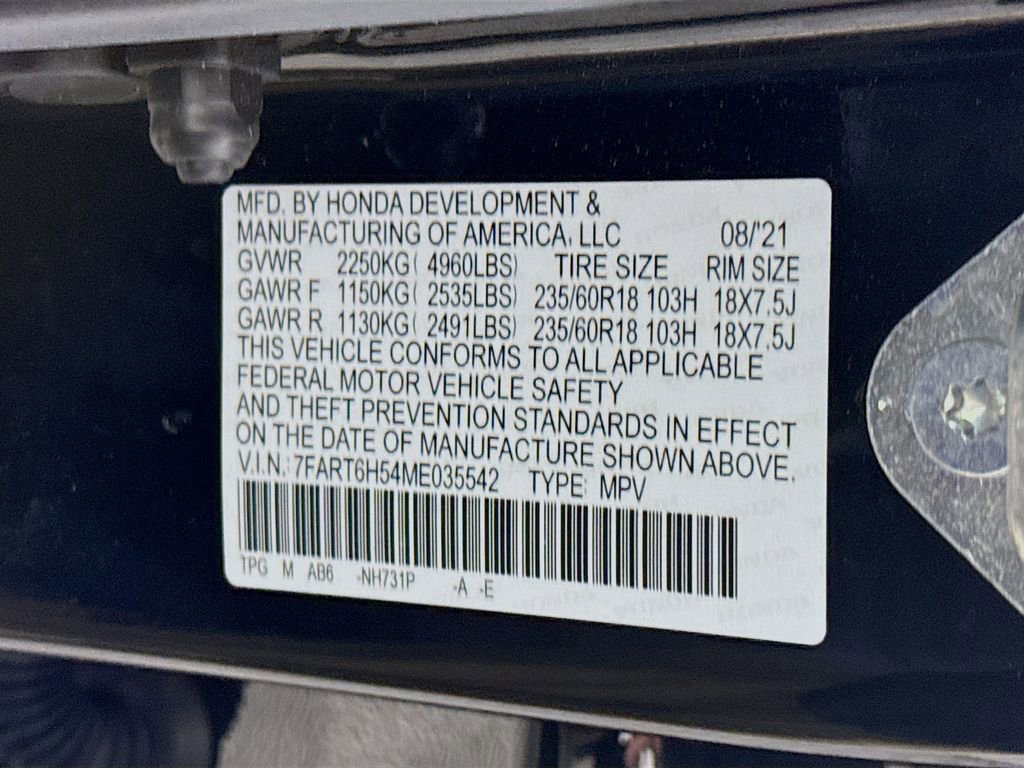 MFD. BY HONDA DEVELOPMENT &
MANUFACTURING OF AMERICA, LLC 08/'21
GVWR 2250KG( 4960LBS) TIRE SIZE RIM SIZE
GAWR F 1150KG( 2535LBS) 235/60R18 103H 18X7.5J
GAWR R 1130KG( 2491LBS) 235/60R18 103H 18X7.5J
THIS VEHICLE CONFORMS TO ALL APPLICABLE
FEDERAL MOTOR VEHICLE SAFETY
AND THEFT PREVENTION STANDARDS IN EFFECT
ON THE DATE OF MANUFACTURE SHOWN ABOVE.
V.I.N.: 7FART6H54ME035542 TYPE: MPV
TPG M AB6 -NH731P -A -E